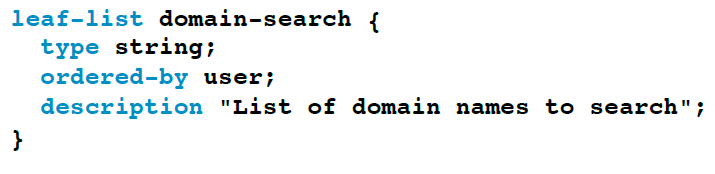 leaf-list domain-search {
  type string;
  ordered-by user;
  description "List of domain names to search";
}